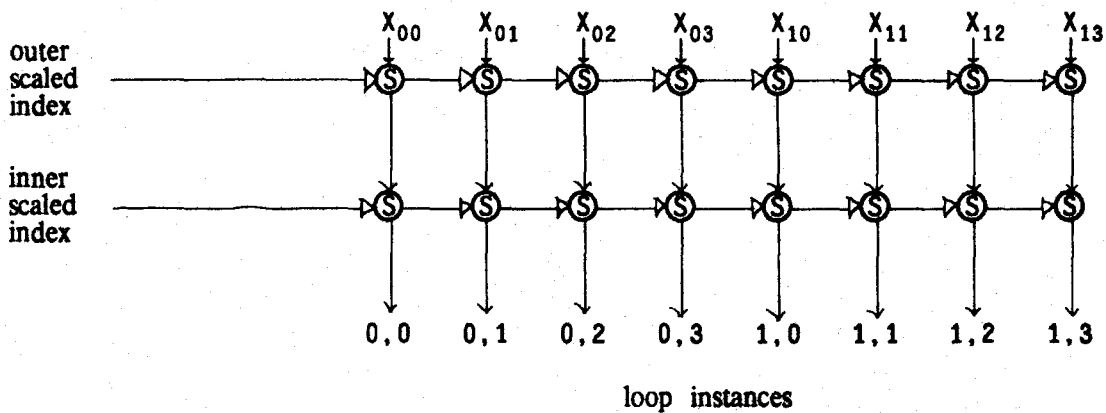 X00 X01 X02 X03 X10 X11 X12 X13
outer
scaled
index
S S S S S S S S
inner
scaled
index
S S S S S S S S
0,0 0,1 0,2 0,3 1,0 1,1 1,2 1,3
loop instances